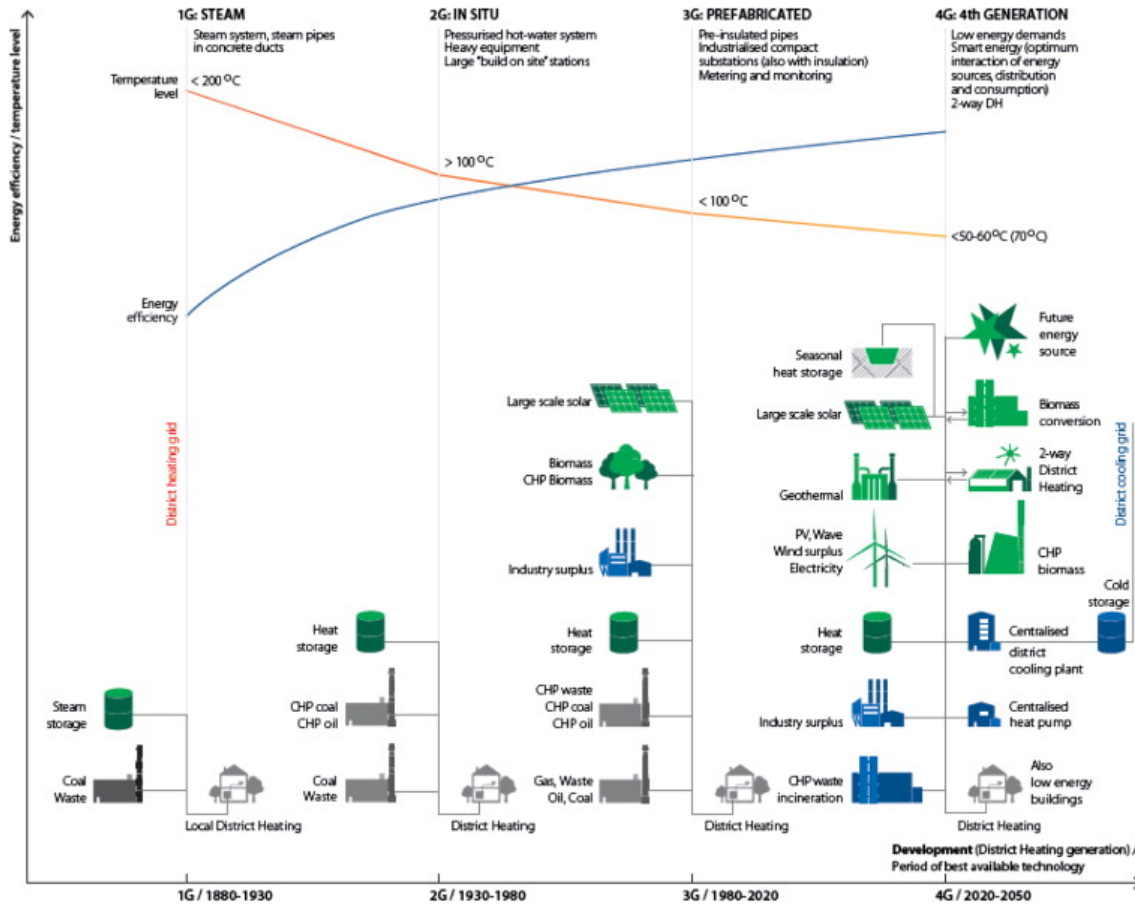 1G: STEAM
Steam system, steam pipes
in concrete ducts
2G: IN SITU
Pressurised hot-water system
Heavy equipment
Large "build on site" stations
3G: PREFABRICATED
Pre-insulated pipes
Industrialised compact
substations (also with insulation)
Metering and monitoring
4G: 4th GENERATION
Low energy demands
Smart energy (optimum
interaction of energy
sources, distribution
and consumption)
2-way DH
Energy efficiency / temperature level
Temperature
level
< 200 °C
> 100 °C
< 100 °C
<50-60°C (70°C)
Energy
efficiency
District heating grid
Steam
storage
Coal
Waste
Local District Heating
Heat
storage
CHP coal
CHP oil
Coal
Waste
District Heating
Large scale solar
Biomass
CHP Biomass
Industry surplus
Heat
storage
CHP waste
CHP coal
CHP oil
Gas, Waste
Oil, Coal
District Heating
Seasonal
heat storage
Large scale solar
Geothermal
PV, Wave
Wind surplus
Electricity
Heat
storage
Industry surplus
CHP waste
incineration
Future
energy
source
Biomass
conversion
2-way
District
Heating
CHP
biomass
Centralised
district
cooling plant
Centralised
heat pump
Also
low energy
buildings
District Heating
District cooling grid
Cold
storage
Development (District Heating generation) /
Period of best available technology
1G / 1880-1930
2G / 1930-1980
3G / 1980-2020
4G / 2020-2050